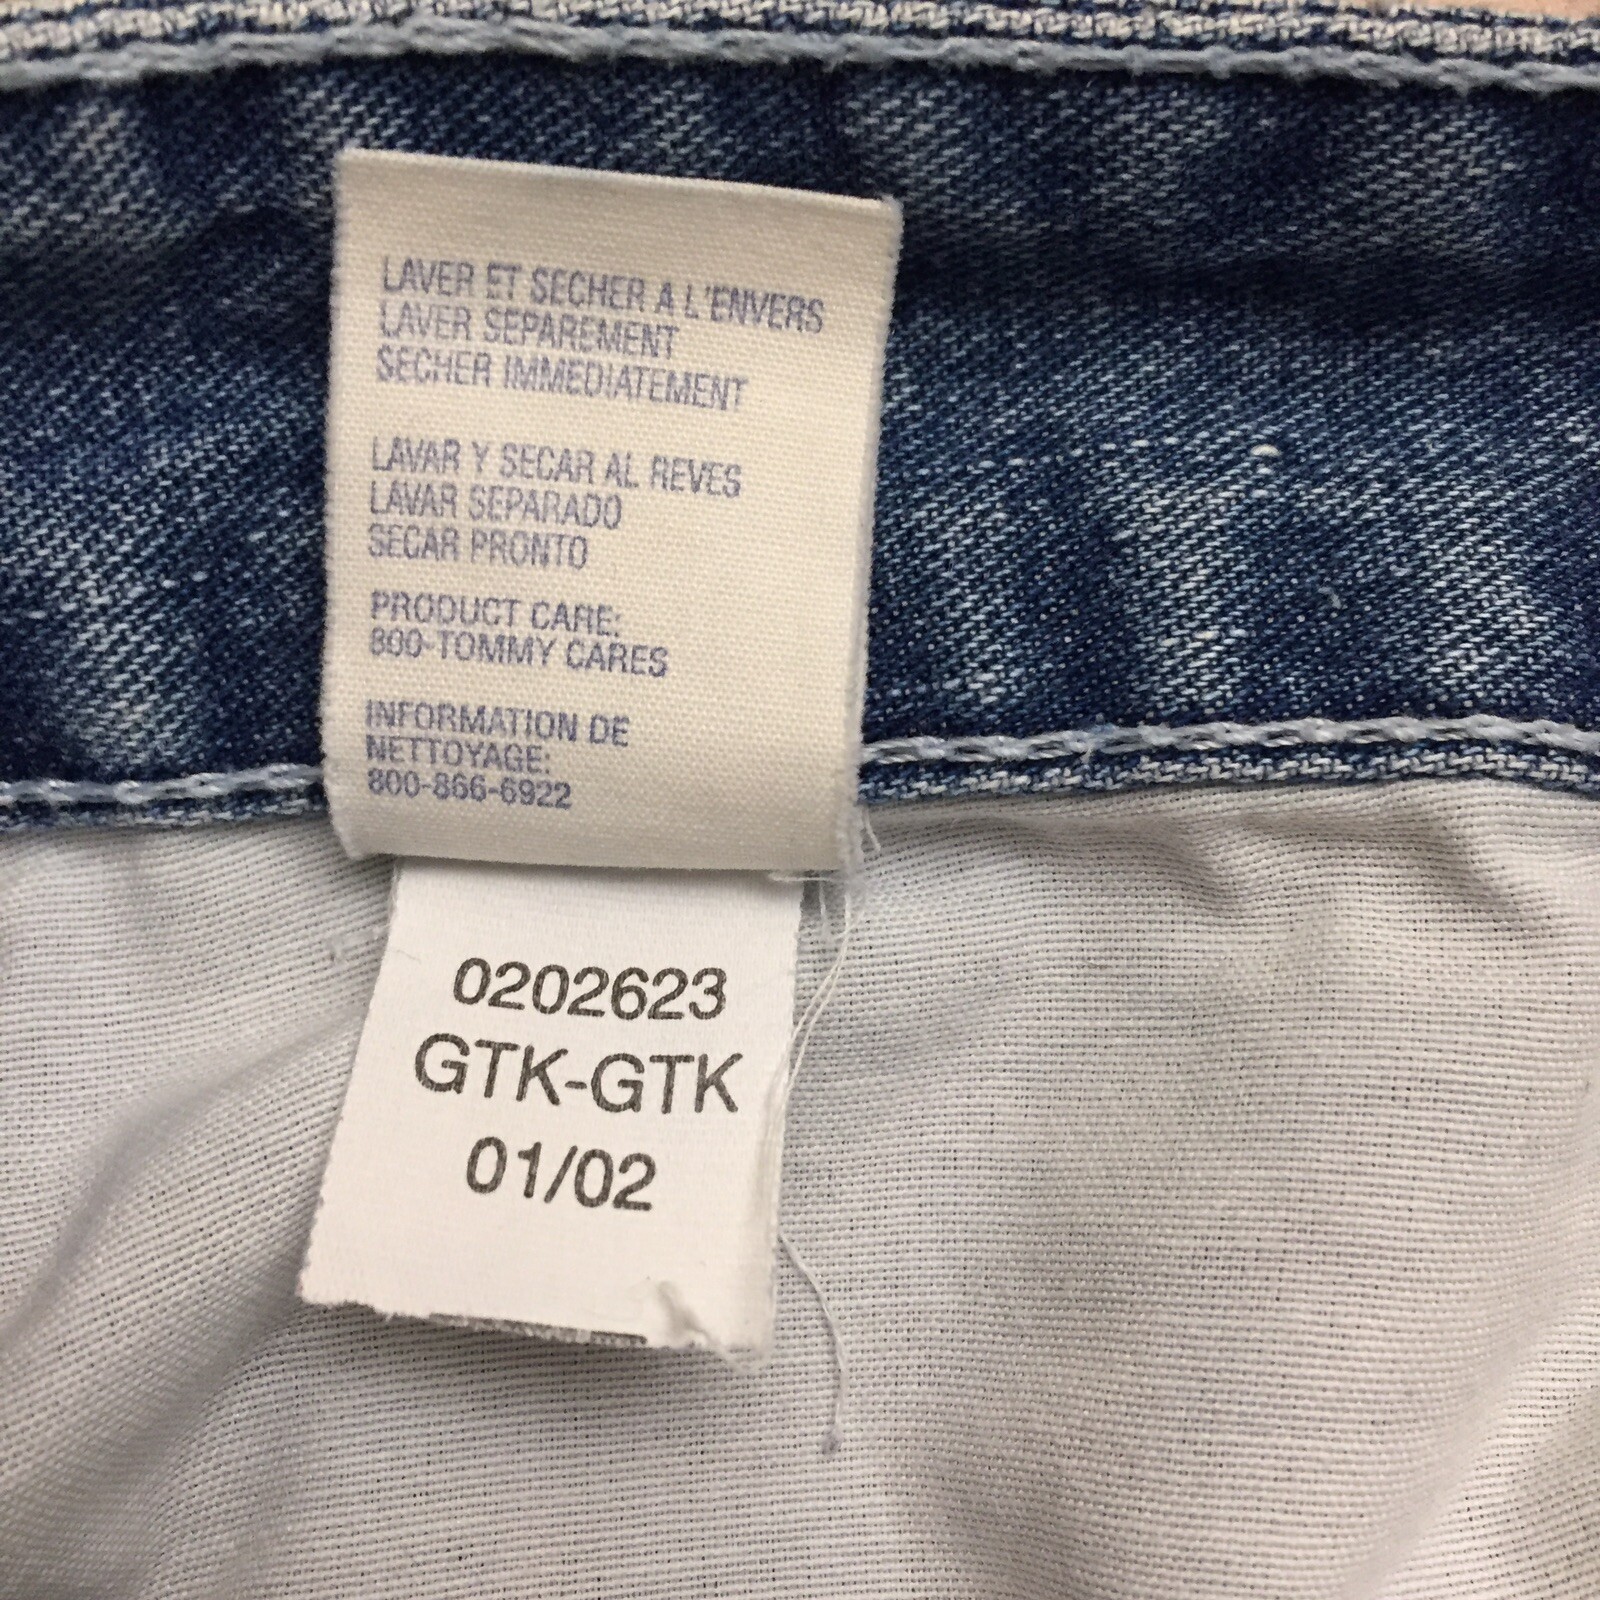 LAVER ET SECHER A L'ENVERS
LAVER SEPAREMENT
SECHER IMMEDIATEMENT
LAVAR Y SECAR AL REVES
LAVAR SEPARADO
SECAR PRONTO
PRODUCT CARE:
800-TOMMY CARES
INFORMATION DE
NETTOYAGE:
800-866-6922
0202623
GTK-GTK
01/02